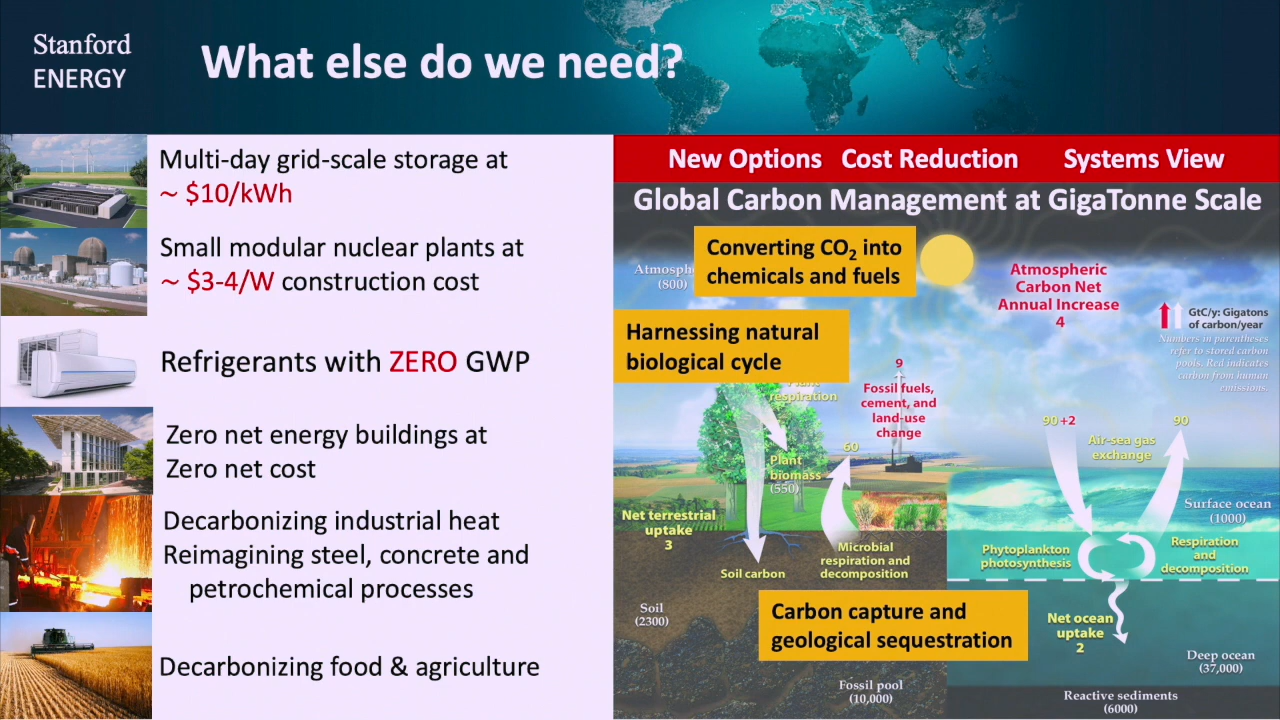 Stanford
ENERGY
What else do we need?
Multi-day grid-scale storage at
~ $10/kWh
Small modular nuclear plants at
~ $3-4/W construction cost
Refrigerants with ZERO GWP
Zero net energy buildings at
Zero net cost
Decarbonizing industrial heat
Reimagining steel, concrete and
petrochemical processes
Decarbonizing food & agriculture
New Options Cost Reduction Systems View
Global Carbon Management at GigaTonne Scale
Converting CO₂ into
chemicals and fuels
(800)
Harnessing natural
biological cycle
Atmospheric
Carbon Net
Annual Increase
4
GtC/y: Gigatons
of carbon/year
Numbers in parentheses
refer to stored carbon
pools. Red indicates
carbon from human
emissions.
respiration
9
Fossil fuels,
cement, and
land-use
change
60
Plant
biomass
(550)
90+2
90
Air-sea gas
exchange
Net terrestrial
uptake
3
Soil carbon
Microbial
respiration and
decomposition
Surface ocean
(1000)
Phytoplankton
photosynthesis
Respiration
and
decomposition
Soil
(2300)
Carbon capture and
geological sequestration
Net ocean
uptake
2
Deep ocean
(37,000)
Fossil pool
(10,000)
Reactive sediments
(6000)